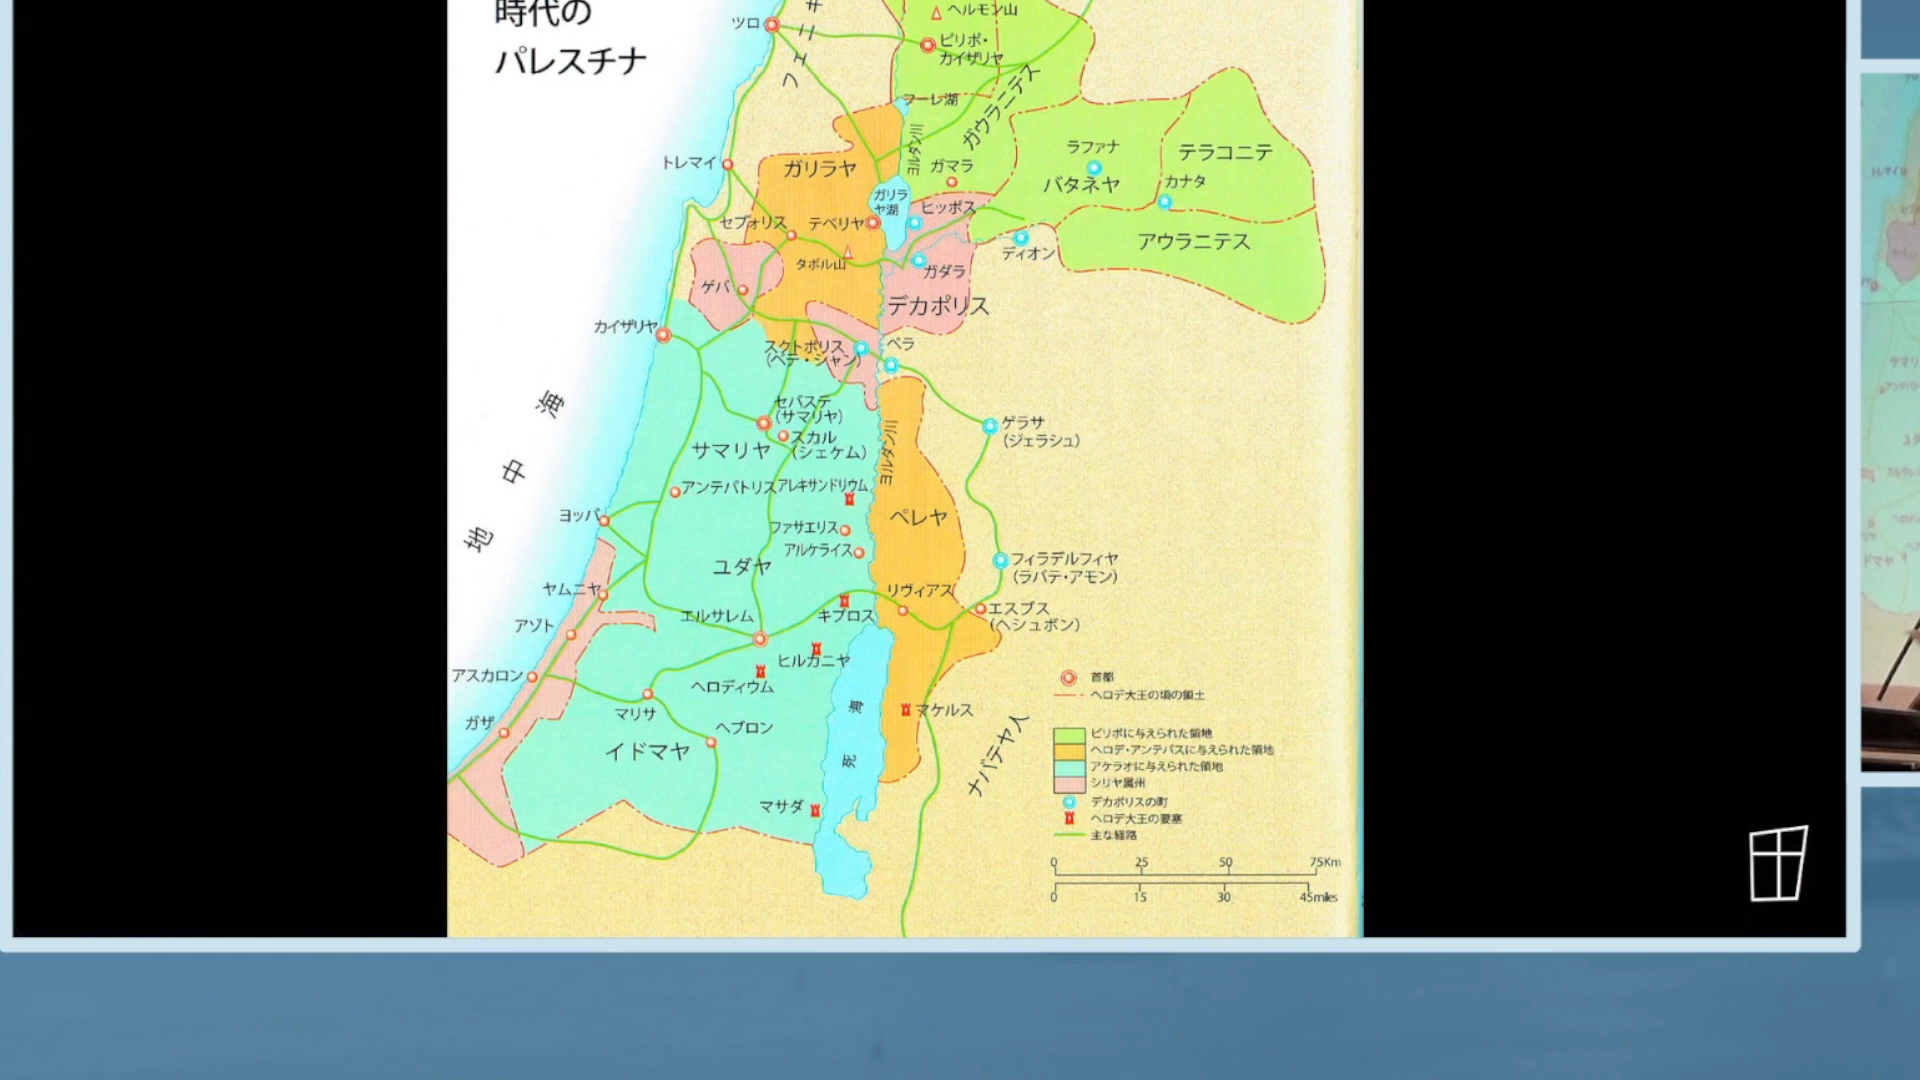 時代の
パレスチナ
ツロ
ヘルモン山
ピリポ・
カイザリヤ
フーレ湖
ガウラニテス
ヨルダン川
トレマイ
ガリラヤ
ガマラ
ラファナ
テラコニテ
バタネヤ
カナタ
ガリラ
ヤ湖
ヒッポス
セフォリス
テベリヤ
ディオン
アウラニテス
タボル山
ガダラ
ゲバ
デカポリス
カイザリヤ
スクトポリス
(ベテ・シャン)
ペラ
セバステ
(サマリヤ)
スカル
(シェケム)
サマリヤ
ヨルダン川
ゲラサ
(ジェラシュ)
アンテパトリス
アレキサンドリウム
地中海
ヨッパ
ファサエリス
アルケライス
ペレヤ
ユダヤ
フィラデルフィヤ
(ラバテ・アモン)
ヤムニヤ
リヴィアス
エルサレム
キプロス
エスブス
(ヘシュボン)
アゾト
ヒルカニヤ
アスカロン
ヘロディウム
マリサ
マケルス
ガザ
ヘブロン
イドマヤ
死海
ナバテヤ人
マサダ
首都
ヘロデ大王の頃の領土
ピリポに与えられた領地
ヘロデ・アンテパスに与えられた領地
アケラオに与えられた領地
シリヤ属州
デカポリスの町
ヘロデ大王の要塞
主な経路
0 25 50 75Km
0 15 30 45miles